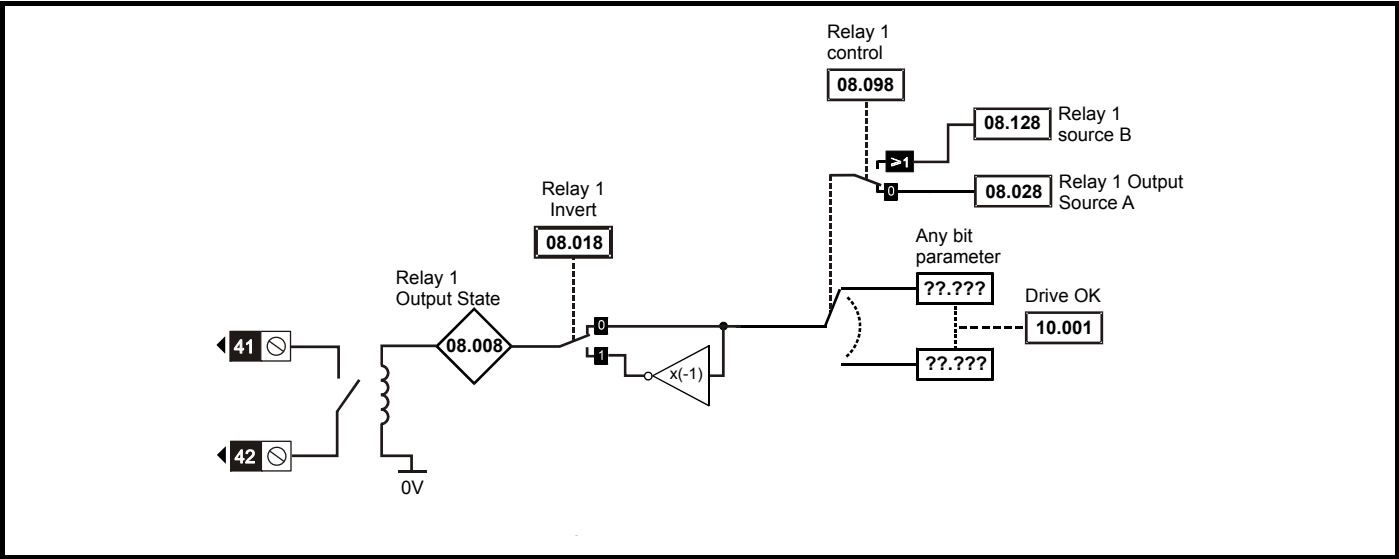 Relay 1
control
08.098
08.128
Relay 1
source B
>1
0
08.028
Relay 1 Output
Source A
Relay 1
Invert
08.018
Any bit
parameter
??.???
Drive OK
10.001
??.???
Relay 1
Output State
08.008
0
1
x(-1)
41
42
0V